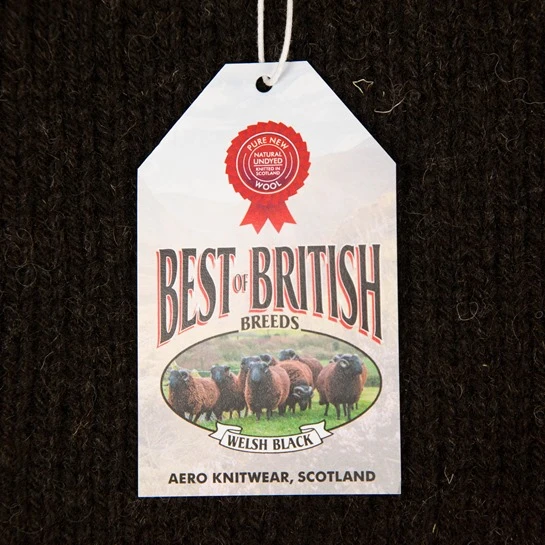 PURE NEW
NATURAL
UNDYED
KNITTED IN
SCOTLAND
WOOL
BEST OF BRITISH
BREEDS
WELSH BLACK
AERO KNITWEAR, SCOTLAND